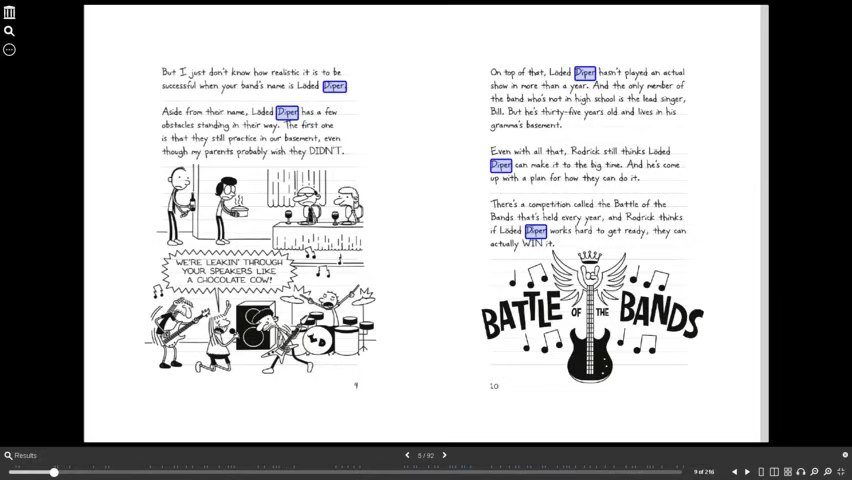 But I just don't know how realistic it is to be
successful when your band's name is Löded Diper.
Aside from their name, Löded Diper has a few
obstacles standing in their way. The first one
is that they still practice in our basement, even
though my parents probably wish they DIDN'T.
WE'RE LEAKIN' THROUGH
YOUR SPEAKERS LIKE
A CHOCOLATE COW!
LD
9
On top of that, Löded Diper hasn't played an actual
show in more than a year. And the only member of
the band who's not in high school is the lead singer,
Bill. But he's thirty-five years old and lives in his
gramma's basement.
Even with all that, Rodrick still thinks Löded
Diper can make it to the big time. And he's come
up with a plan for how they can do it.
There's a competition called the Battle of the
Bands that's held every year, and Rodrick thinks
if Löded Diper works hard to get ready, they can
actually WIN it.
BATTLE OF THE BANDS
10
Results
5 / 92
9 of 216